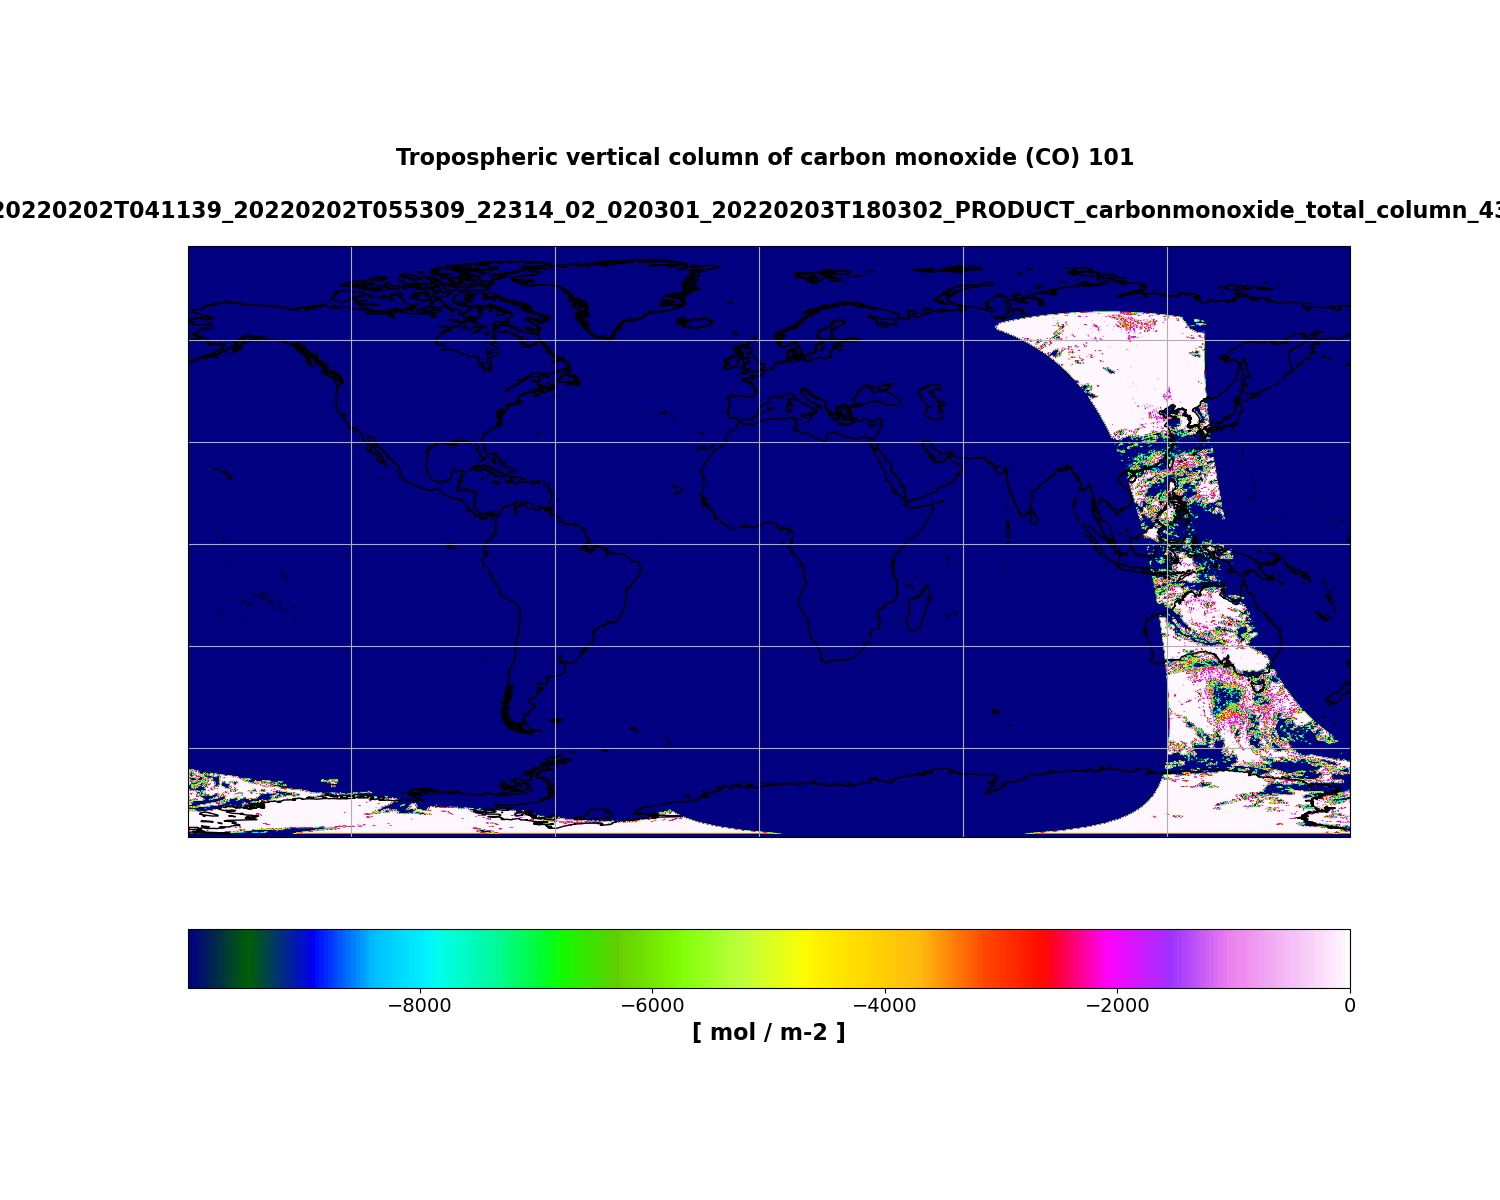 Tropospheric vertical column of carbon monoxide (CO) 101
20220202T041139_20220202T055309_22314_02_020301_20220203T180302_PRODUCT_carbonmonoxide_total_column_43
−8000 −6000 −4000 −2000 0
[ mol / m-2 ]